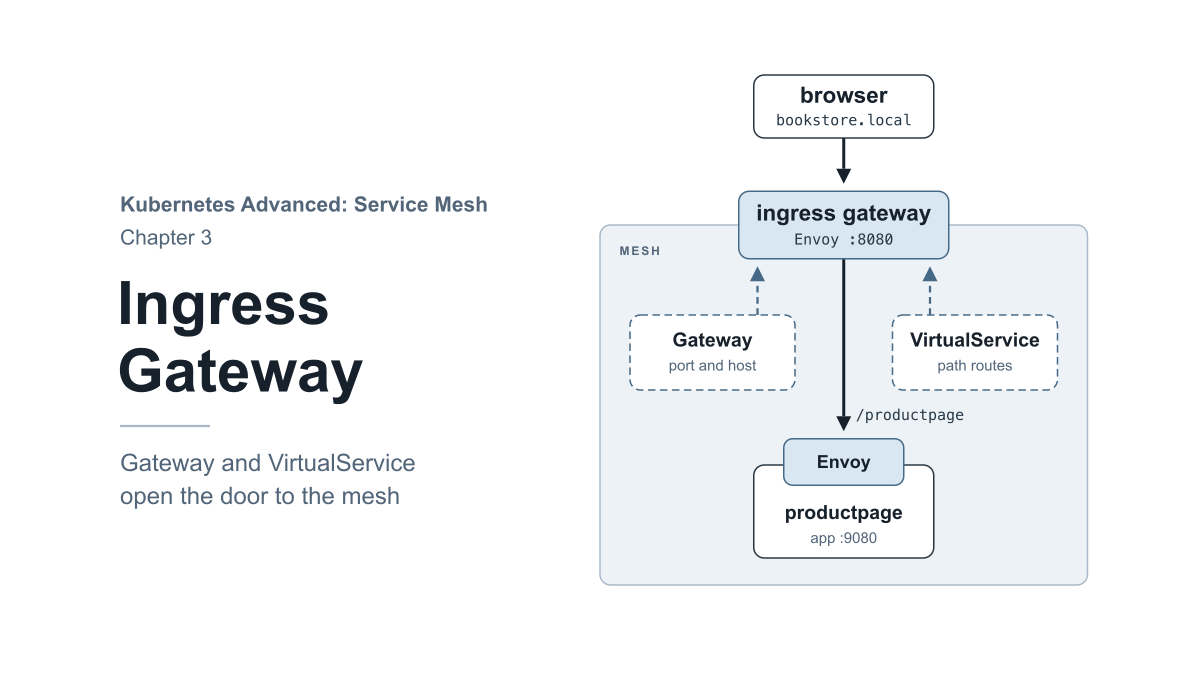 Kubernetes Advanced: Service Mesh
Chapter 3
Ingress
Gateway
Gateway and VirtualService
open the door to the mesh
browser
bookstore.local
ingress gateway
Envoy :8080
MESH
Gateway
port and host
VirtualService
path routes
/productpage
Envoy
productpage
app :9080